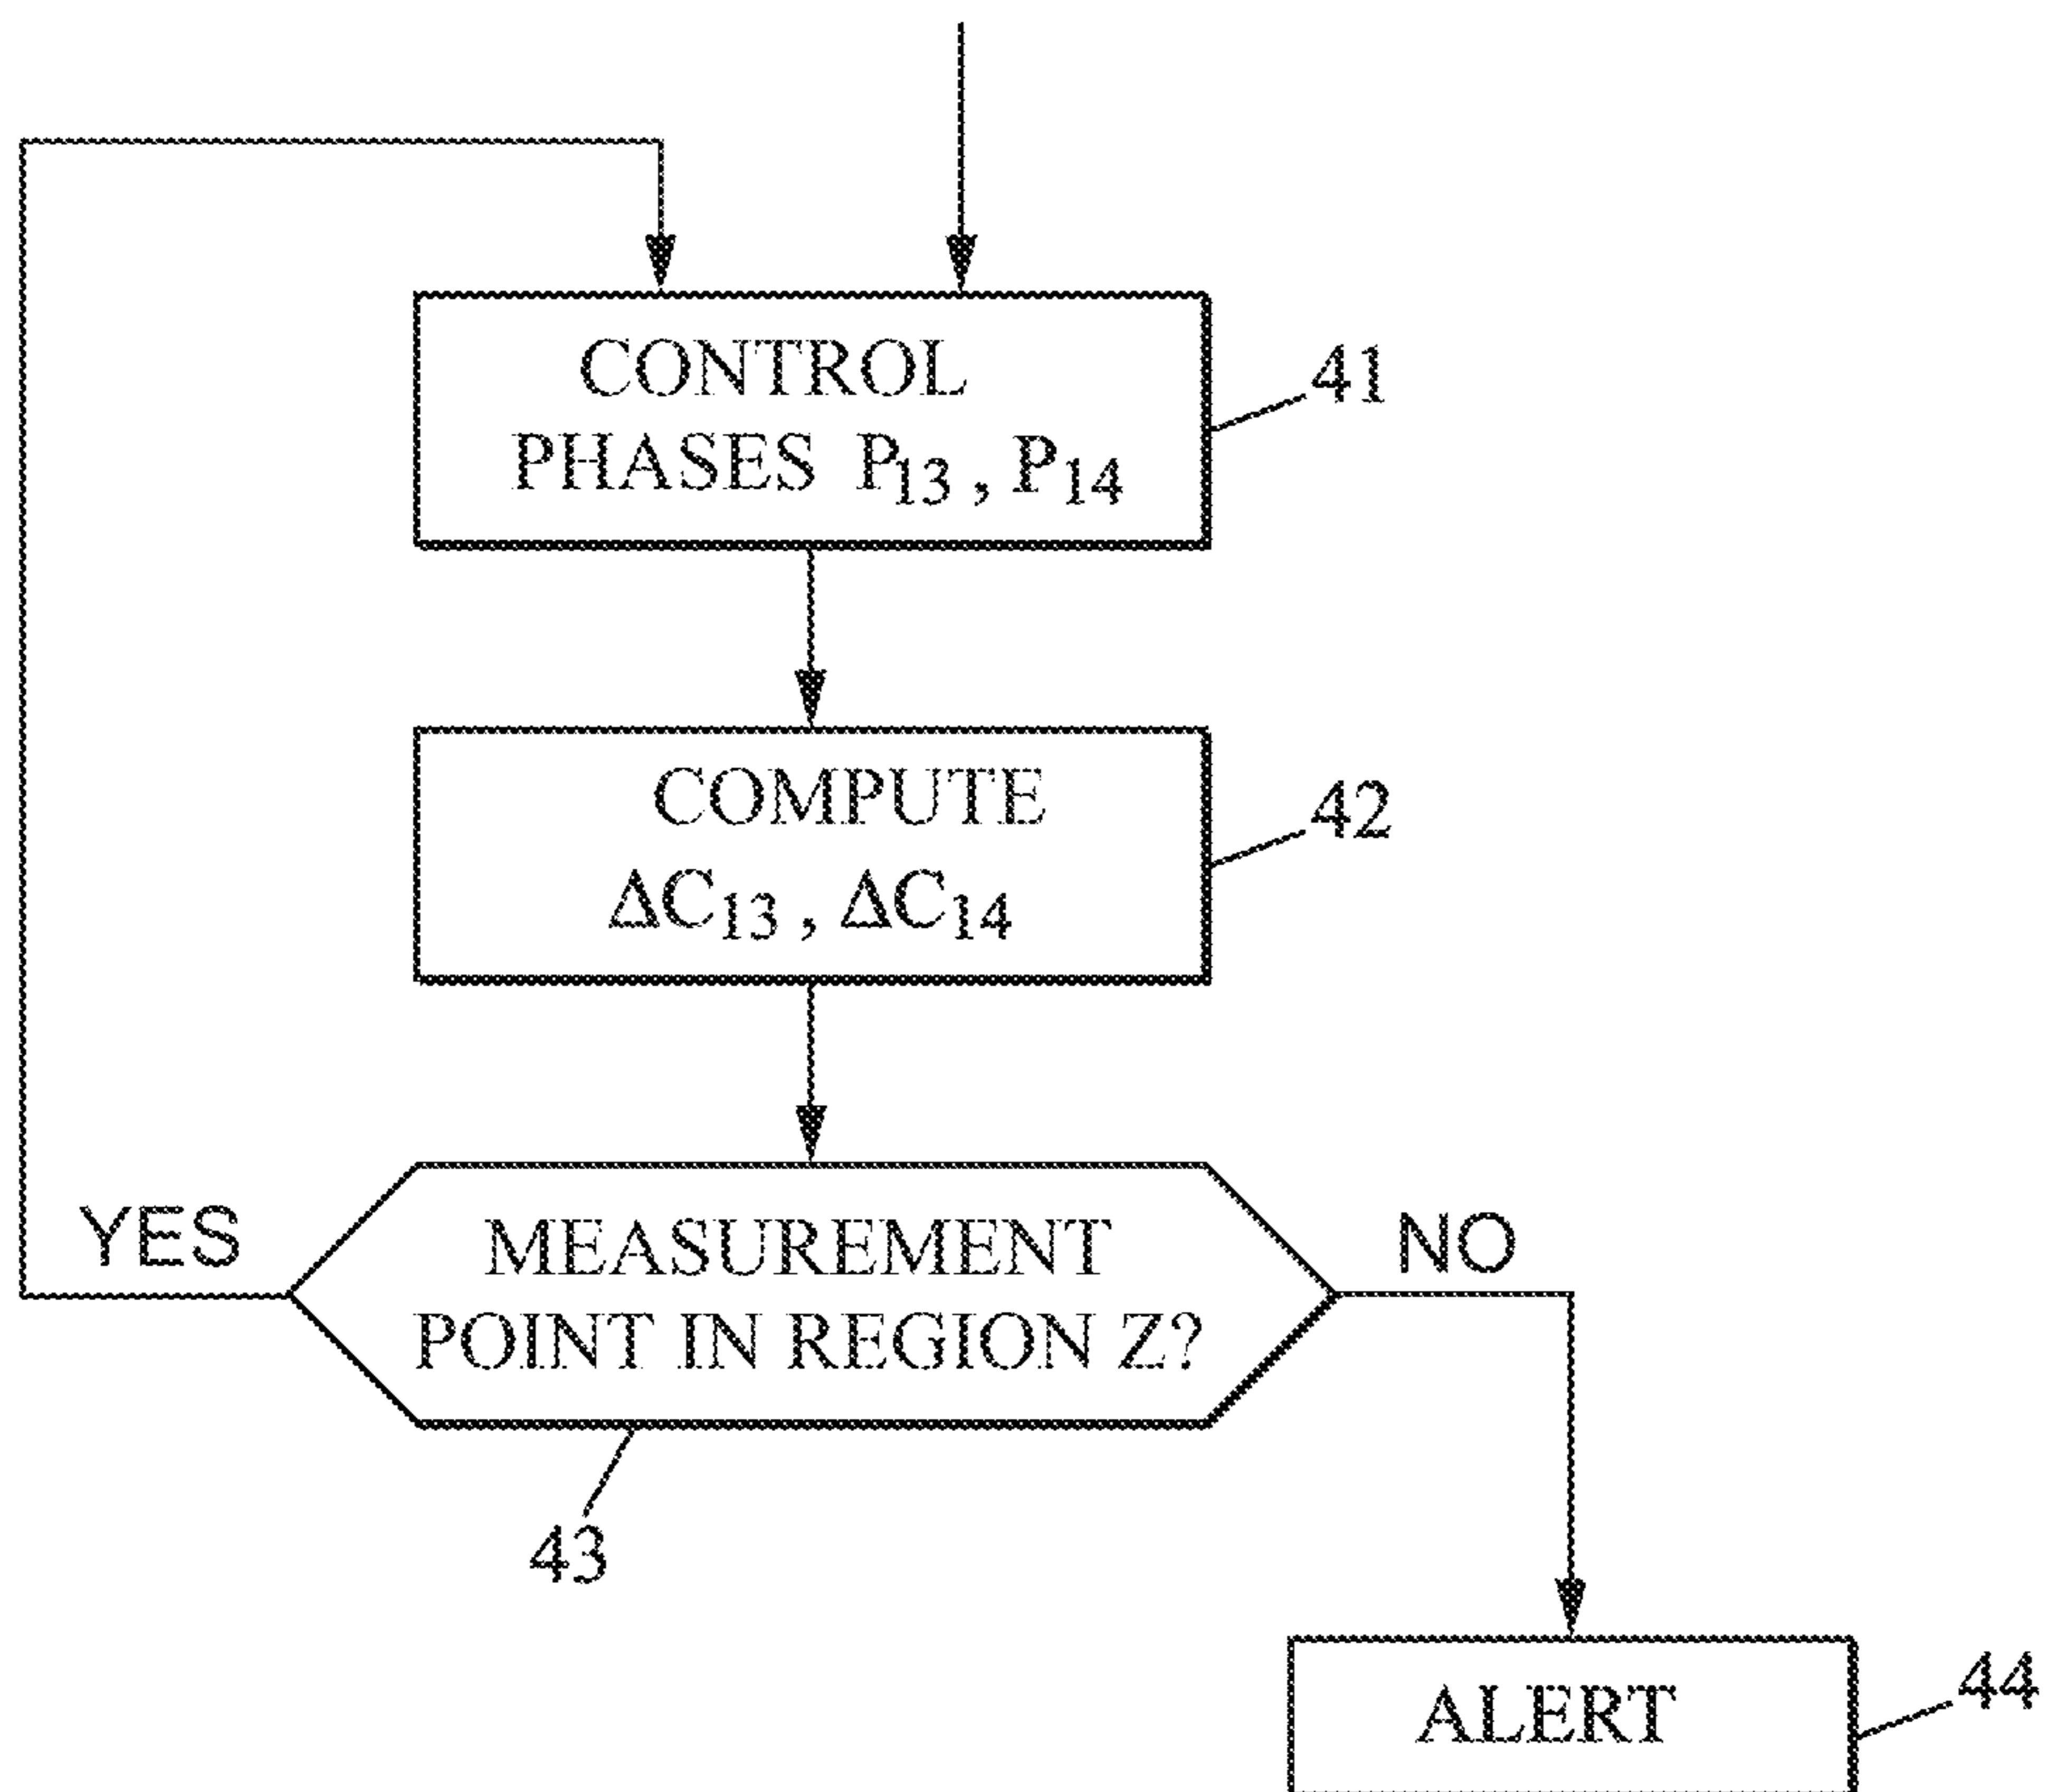 CONTROL
PHASES P13, P14
41
COMPUTE
ΔC13, ΔC14
42
YES
MEASUREMENT
POINT IN REGION Z?
NO
43
ALERT
44